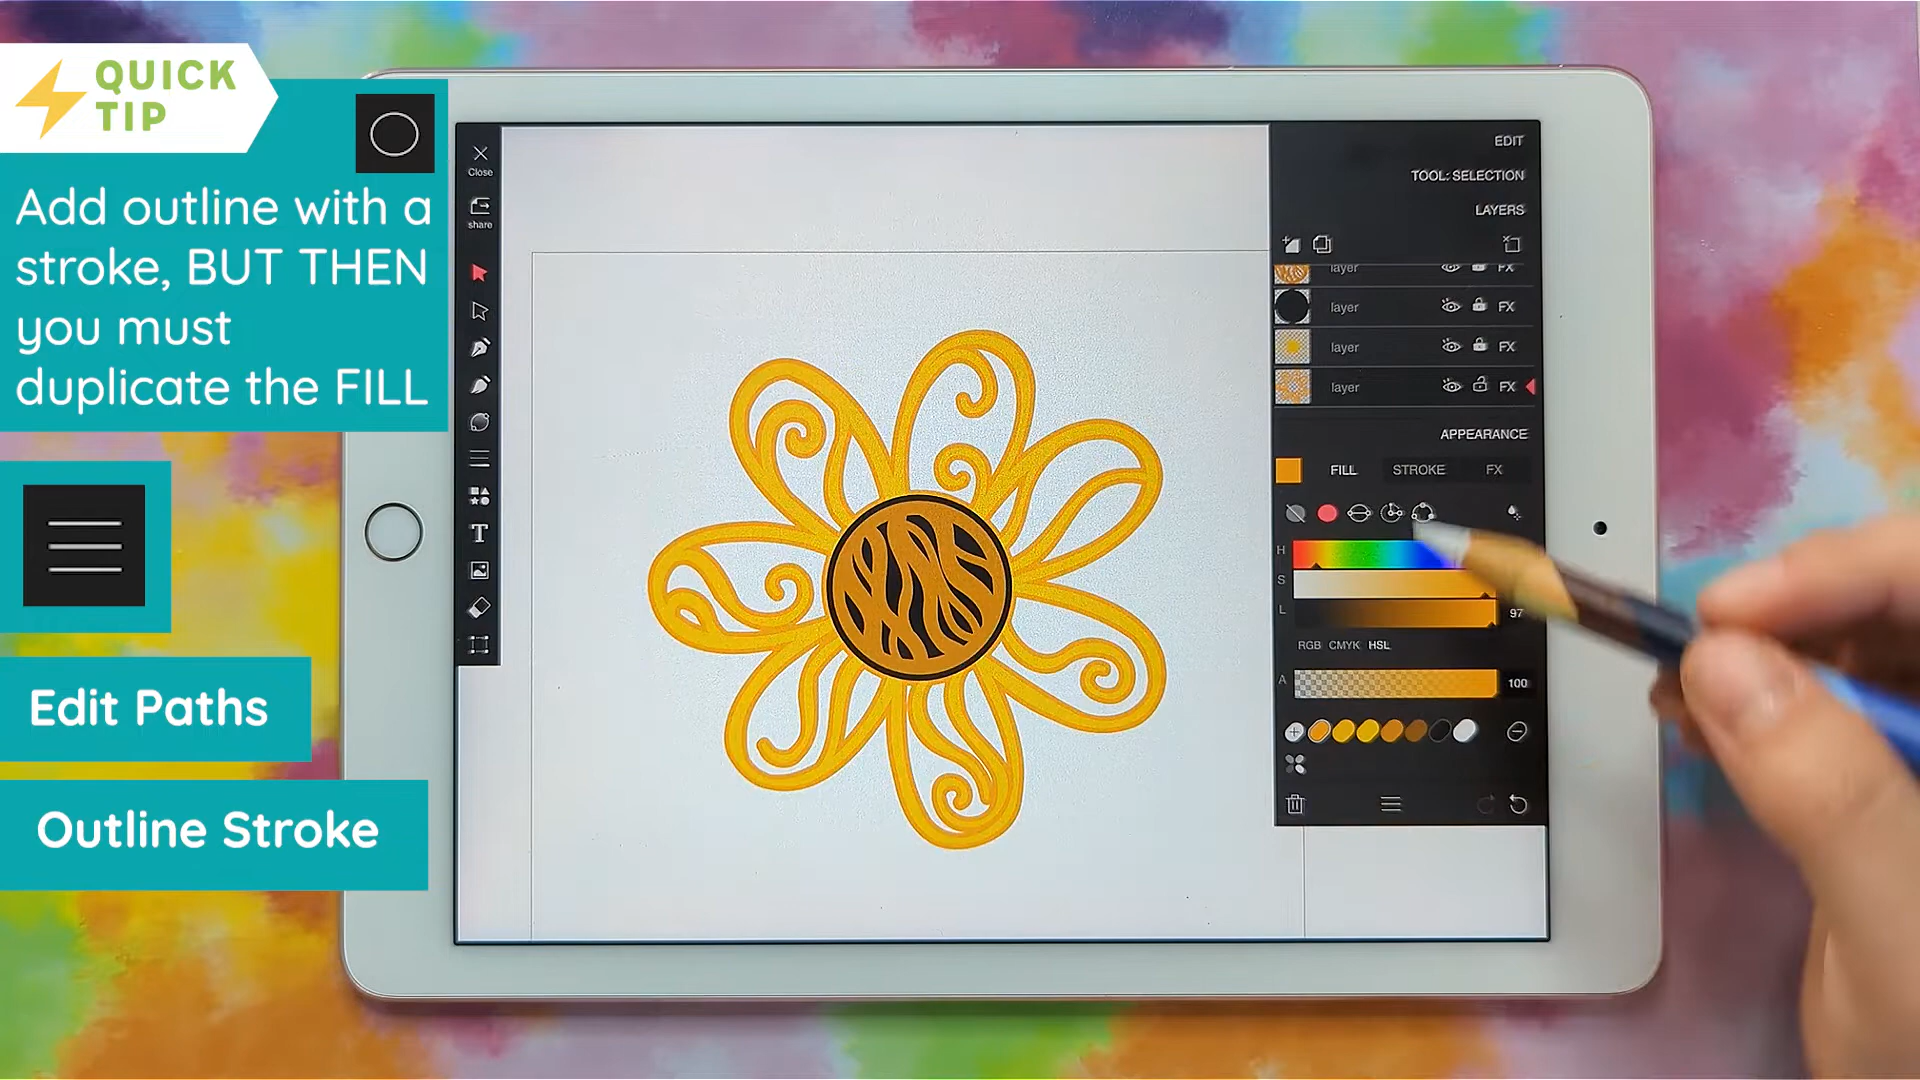 QUICK
TIP
Add outline with a
stroke, BUT THEN
you must
duplicate the FILL
Edit Paths
Outline Stroke
Close
share
T
EDIT
TOOL: SELECTION
LAYERS
layer FX
layer FX
layer FX
layer FX
APPEARANCE
FILL STROKE FX
H
S
L 97
RGB CMYK HSL
A 100